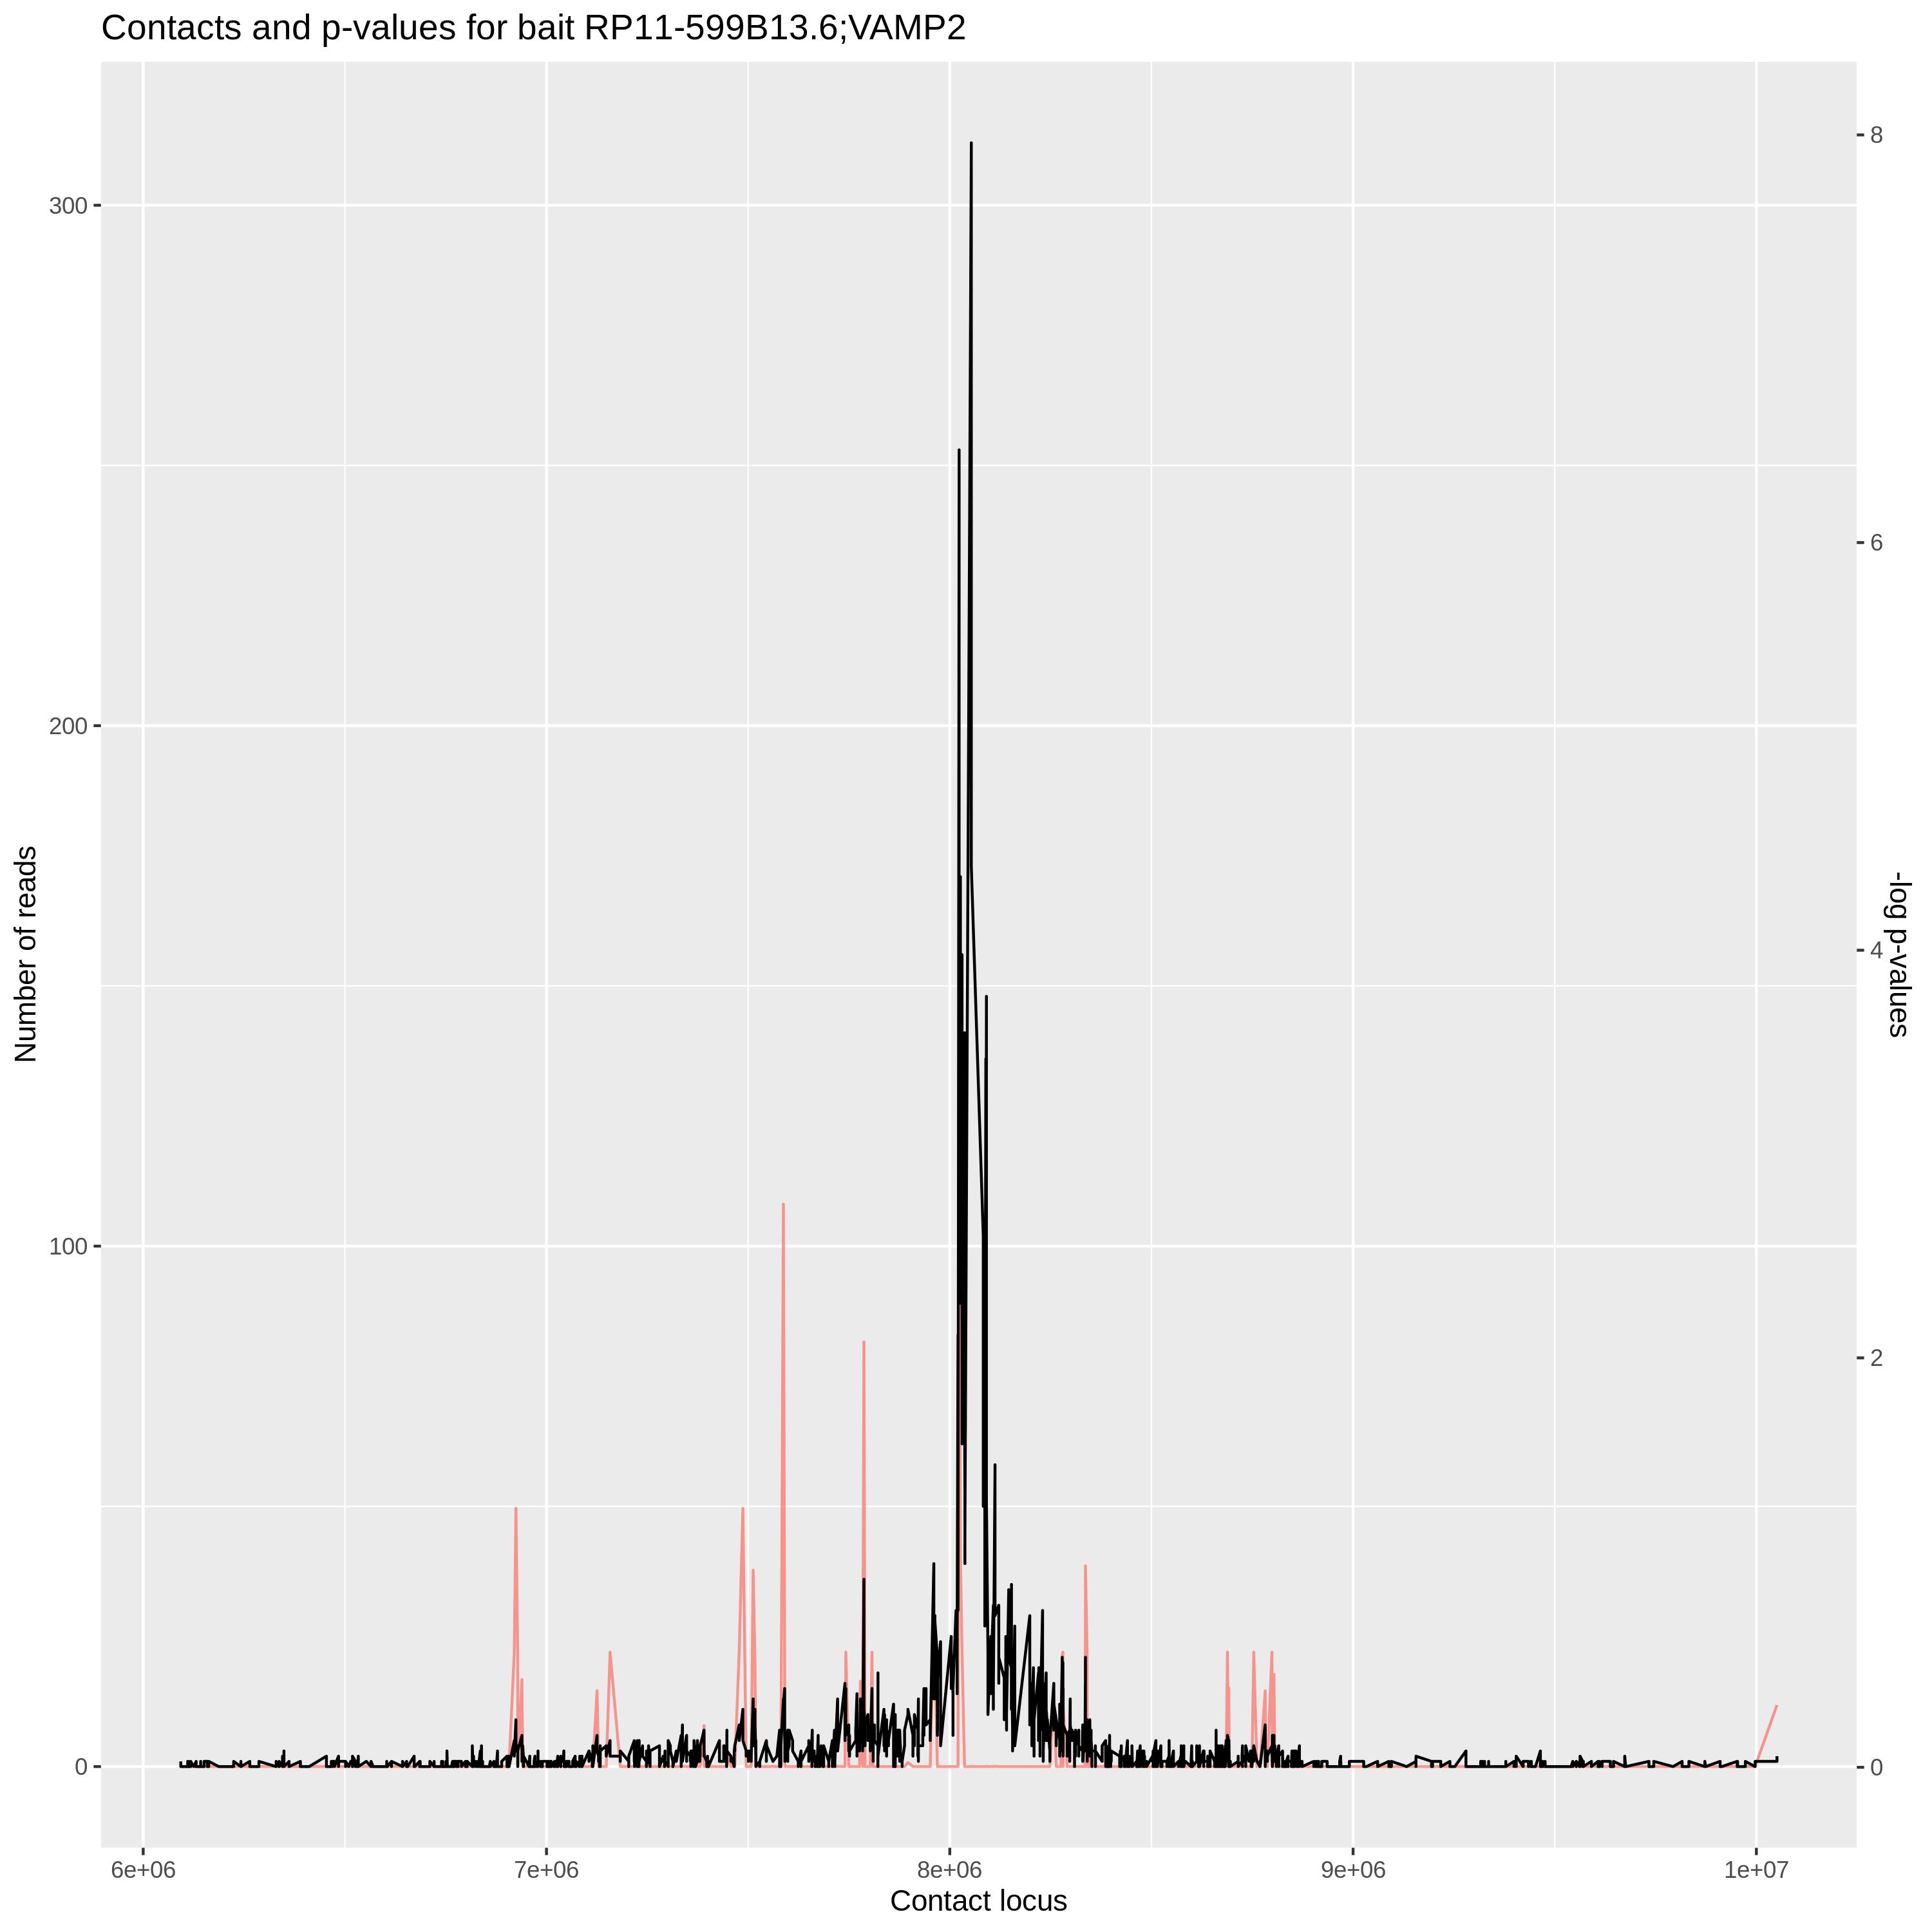 Contacts and p-values for bait RP11-599B13.6;VAMP2
300
200
100
0
Number of reads
8
6
4
2
0
-log p-values
6e+06
7e+06
8e+06
9e+06
1e+07
Contact locus